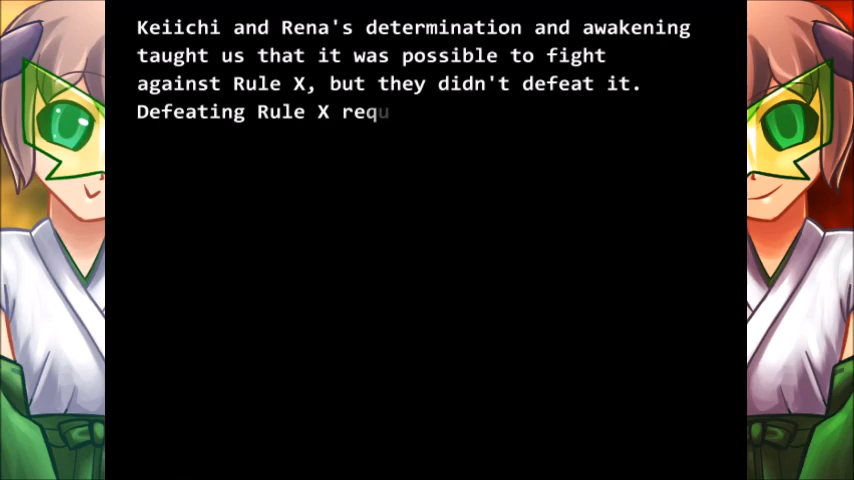 Keiichi and Rena's determination and awakening
taught us that it was possible to fight
against Rule X, but they didn't defeat it.
Defeating Rule X requ